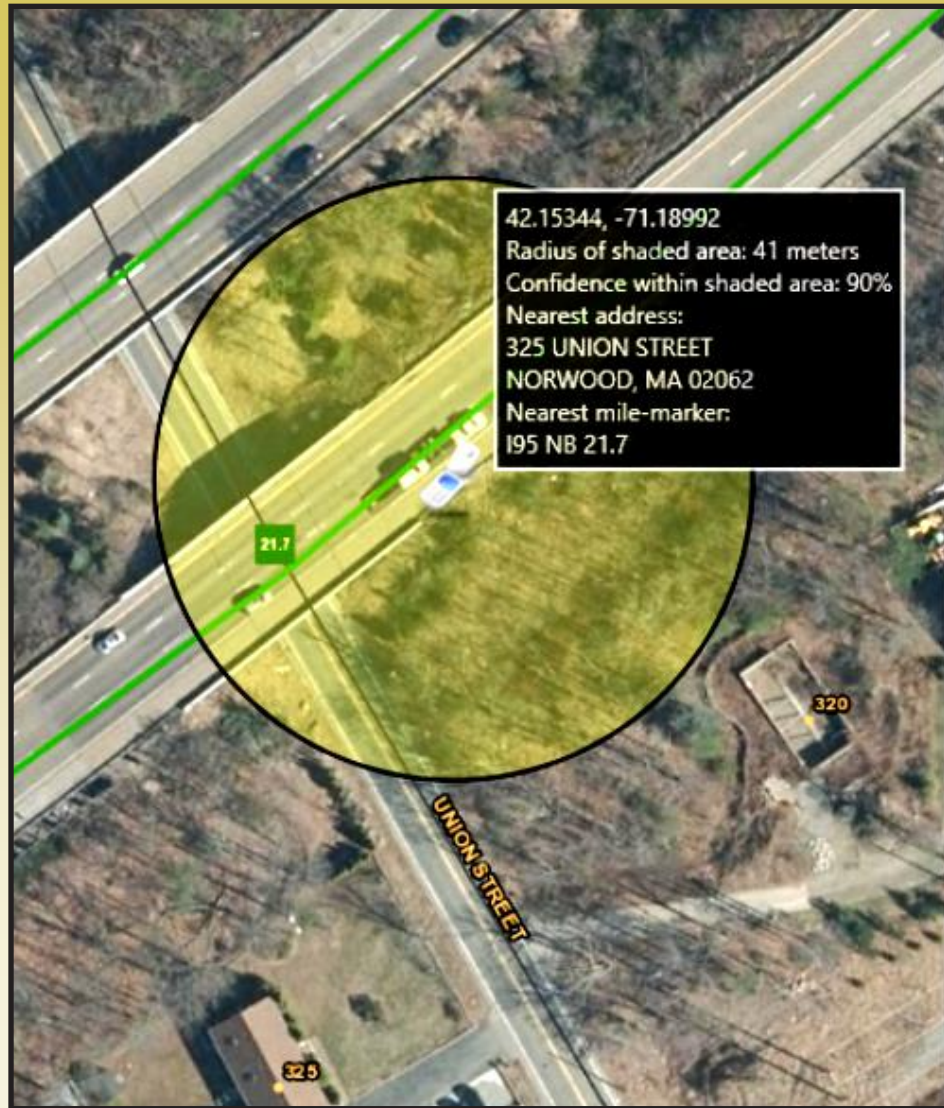 42.15344, -71.18992
Radius of shaded area: 41 meters
Confidence within shaded area: 90%
Nearest address:
325 UNION STREET
NORWOOD, MA 02062
Nearest mile-marker:
I95 NB 21.7
21.7
320
UNION STREET
325